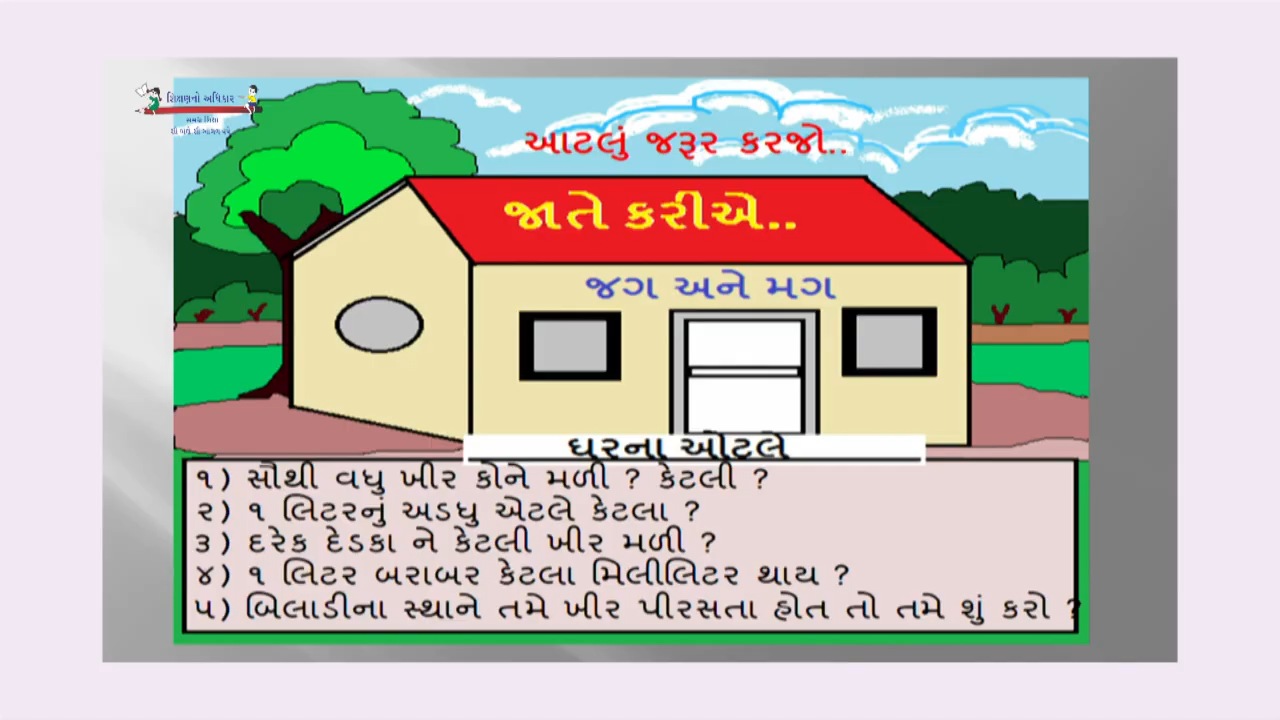 શિક્ષણનો અધિકાર
સમગ્ર શિક્ષા
આટલું જરૂર કરજો..
જાતે કરીએ..
જગ અને મગ
ઘરના ઓટલે
૧) સૌથી વધુ ખીર કોને મળી ? કેટલી ?
૨) ૧ લિટરનું અડધુ એટલે કેટલા ?
૩) દરેક દેડકા ને કેટલી ખીર મળી ?
૪) ૧ લિટર બરાબર કેટલા મિલીલિટર થાય ?
૫) બિલાડીના સ્થાને તમે ખીર પીરસતા હોત તો તમે શું કરો ?